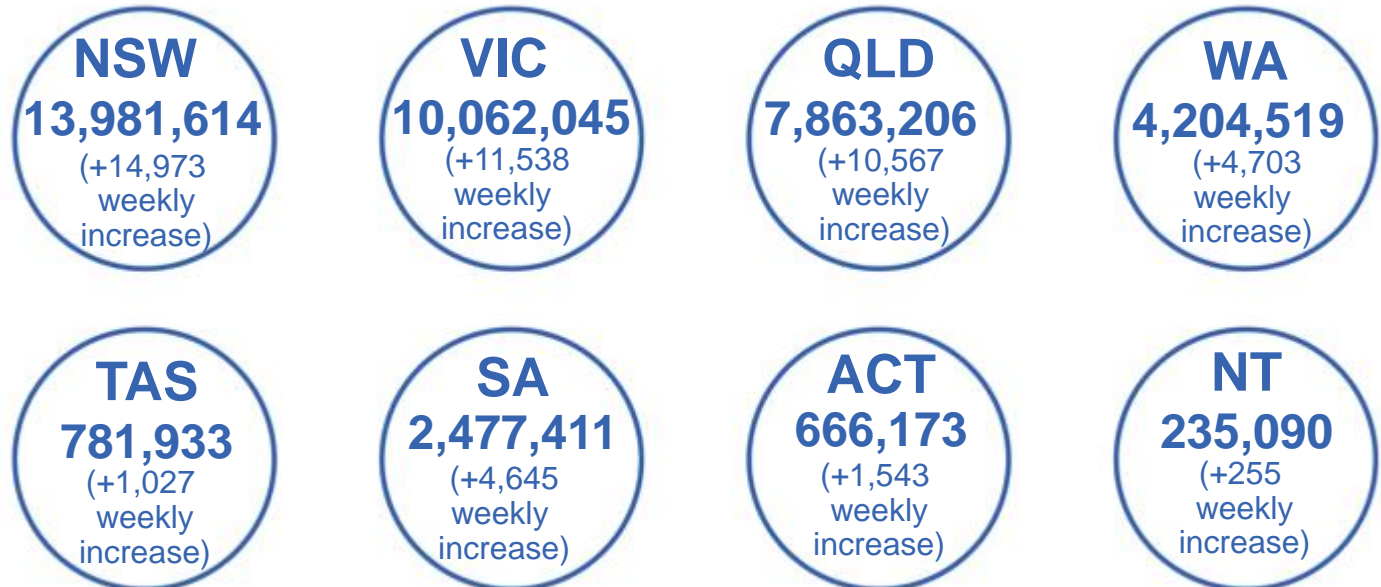 NSW
13,981,614
(+14,973
weekly
increase)
VIC
10,062,045
(+11,538
weekly
increase)
QLD
7,863,206
(+10,567
weekly
increase)
WA
4,204,519
(+4,703
weekly
increase)
TAS
781,933
(+1,027
weekly
increase)
SA
2,477,411
(+4,645
weekly
increase)
ACT
666,173
(+1,543
weekly
increase)
NT
235,090
(+255
weekly
increase)